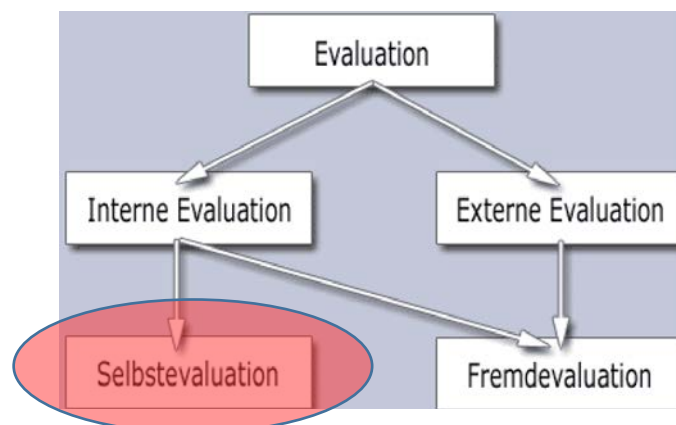 Evaluation
Interne Evaluation
Externe Evaluation
Selbstevaluation
Fremdevaluation